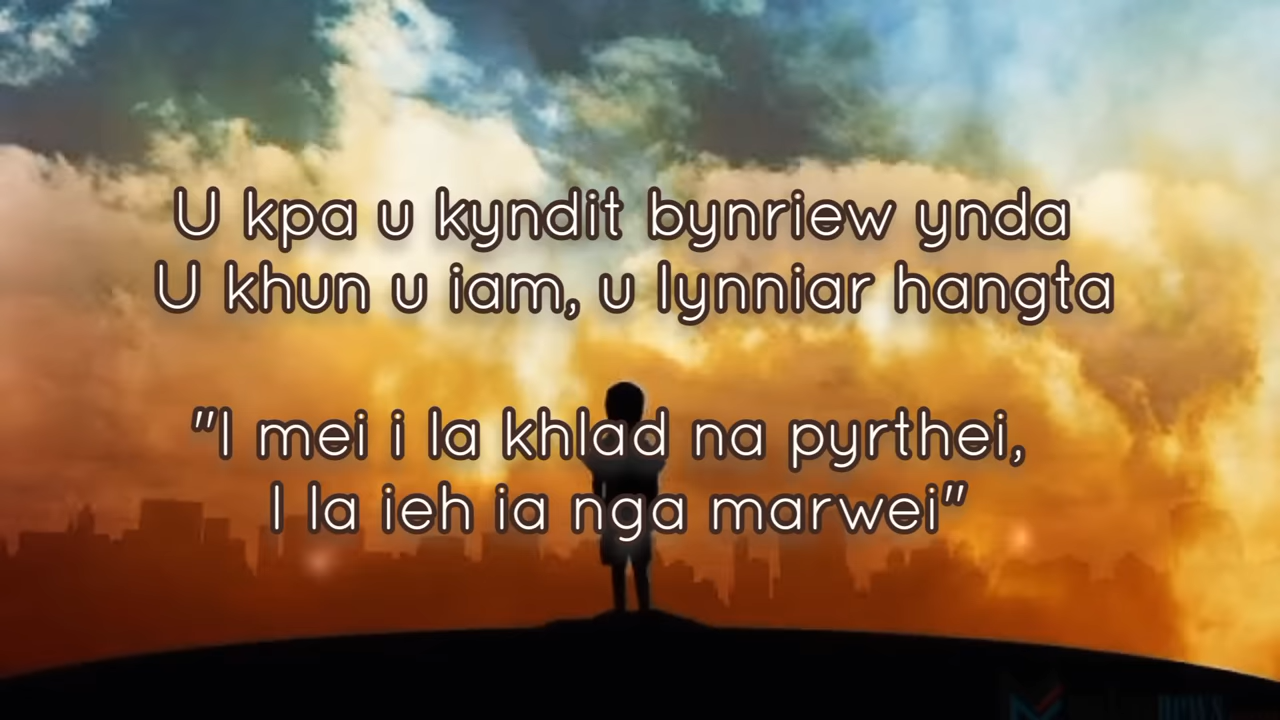 U kpa u kyndit bynriew ynda
U khun u iam, u lynniar hangta
"I mei i la khlad na pyrthei,
I la ieh ia nga marwei"